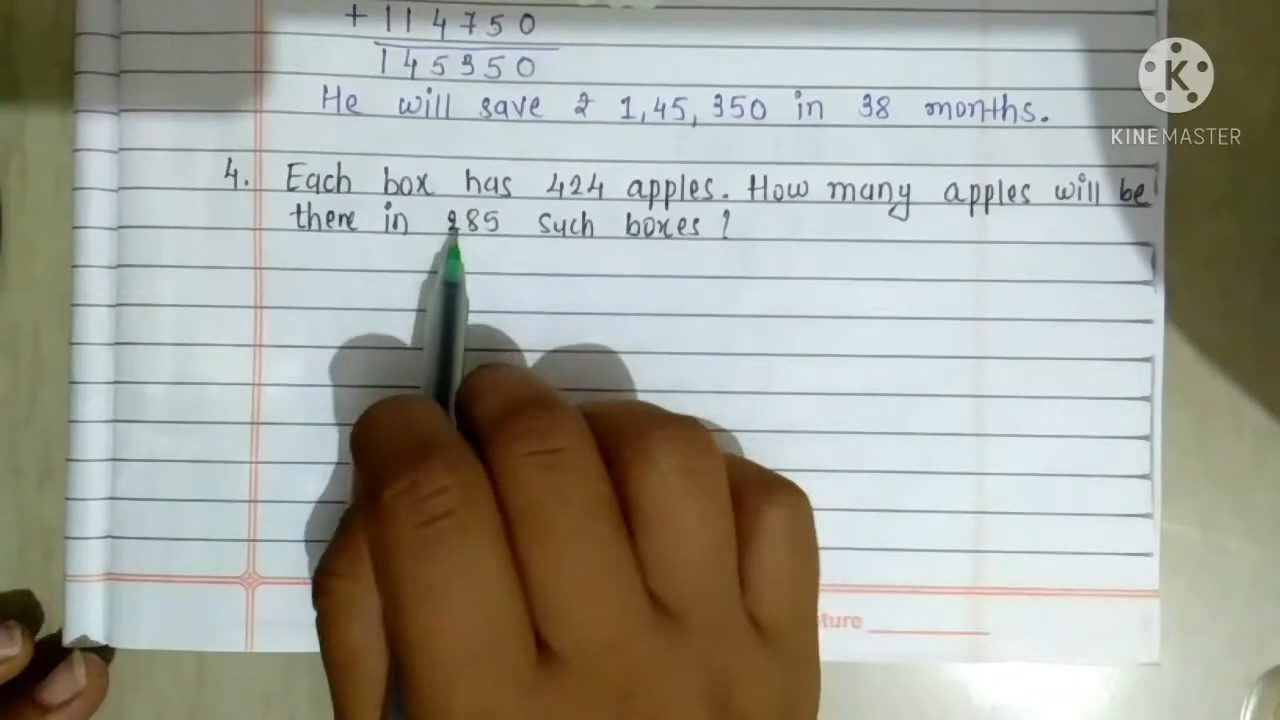 + 114750
145350
He will save ₹ 1,45,350 in 38 months.
4. Each box has 424 apples. How many apples will be
there in 285 such boxes?
ture
K
KINEMASTER